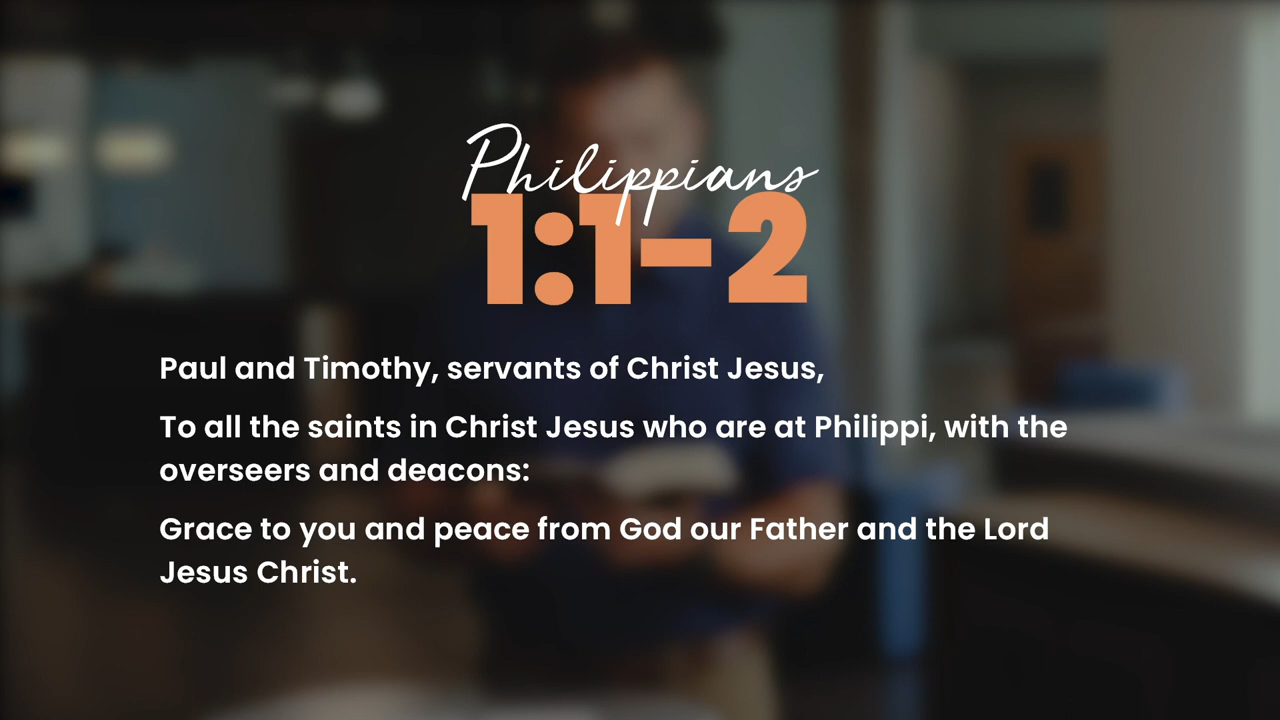 Philippians
1:1-2
Paul and Timothy, servants of Christ Jesus,
To all the saints in Christ Jesus who are at Philippi, with the
overseers and deacons:
Grace to you and peace from God our Father and the Lord
Jesus Christ.